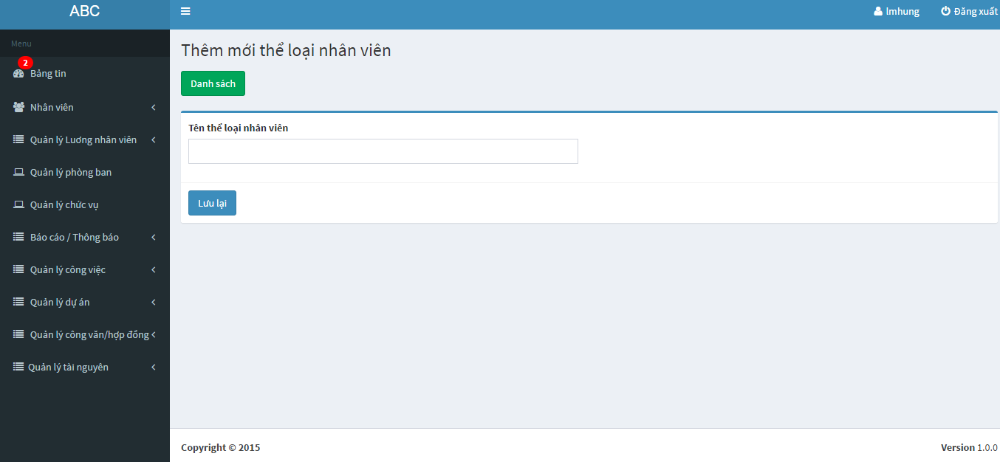 ABC
lmhung
Đăng xuất
Menu
2
Bảng tin
Nhân viên
Quản lý Lương nhân viên
Quản lý phòng ban
Quản lý chức vụ
Báo cáo / Thông báo
Quản lý công việc
Quản lý dự án
Quản lý công văn/hợp đồng
Quản lý tài nguyên
Thêm mới thể loại nhân viên
Danh sách
Tên thể loại nhân viên
Lưu lại
Copyright © 2015
Version 1.0.0